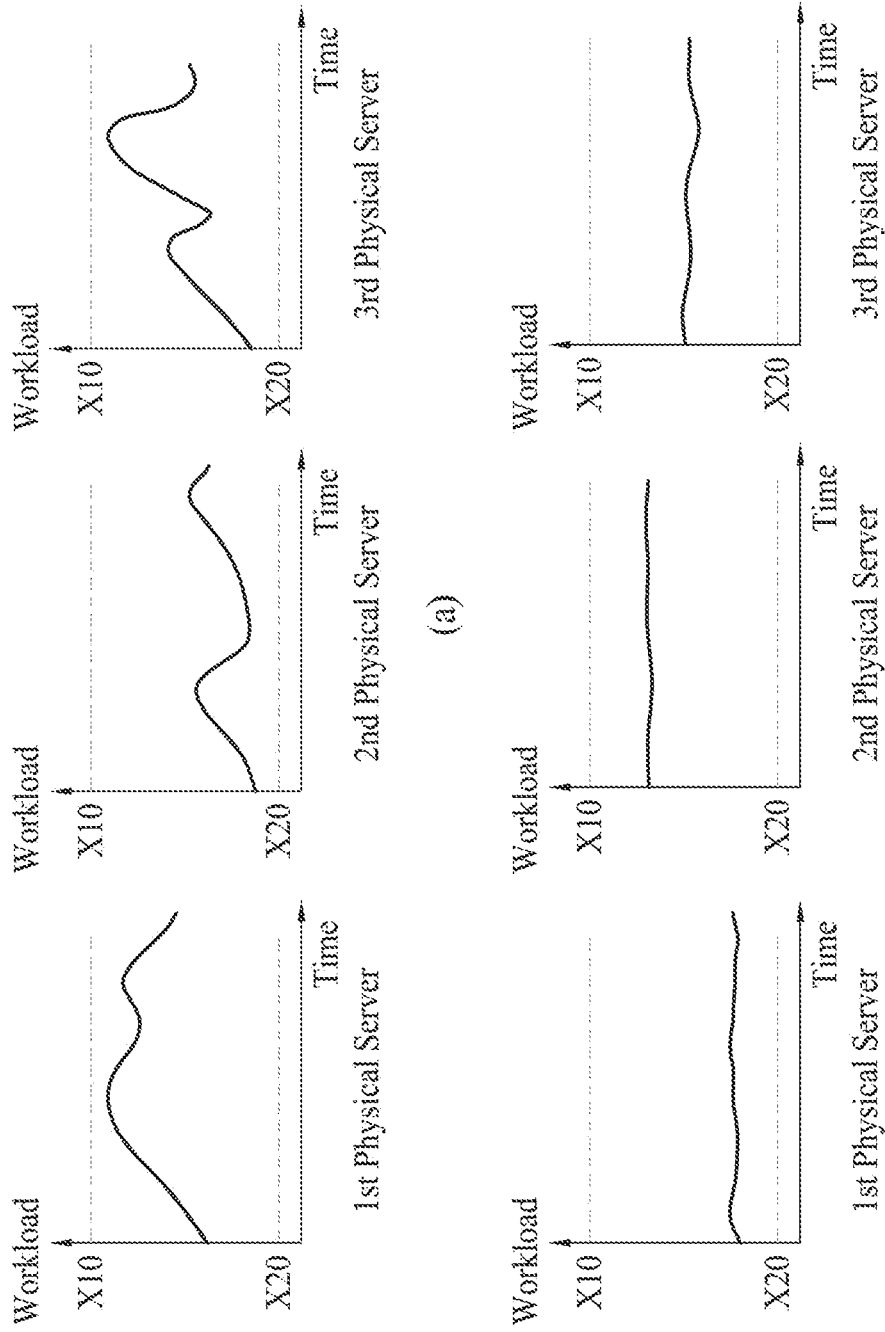 Workload
X10
X20
Time
1st Physical Server
Workload
X10
X20
Time
2nd Physical Server
Workload
X10
X20
Time
3rd Physical Server
(a)
Workload
X10
X20
Time
1st Physical Server
Workload
X10
X20
Time
2nd Physical Server
Workload
X10
X20
Time
3rd Physical Server